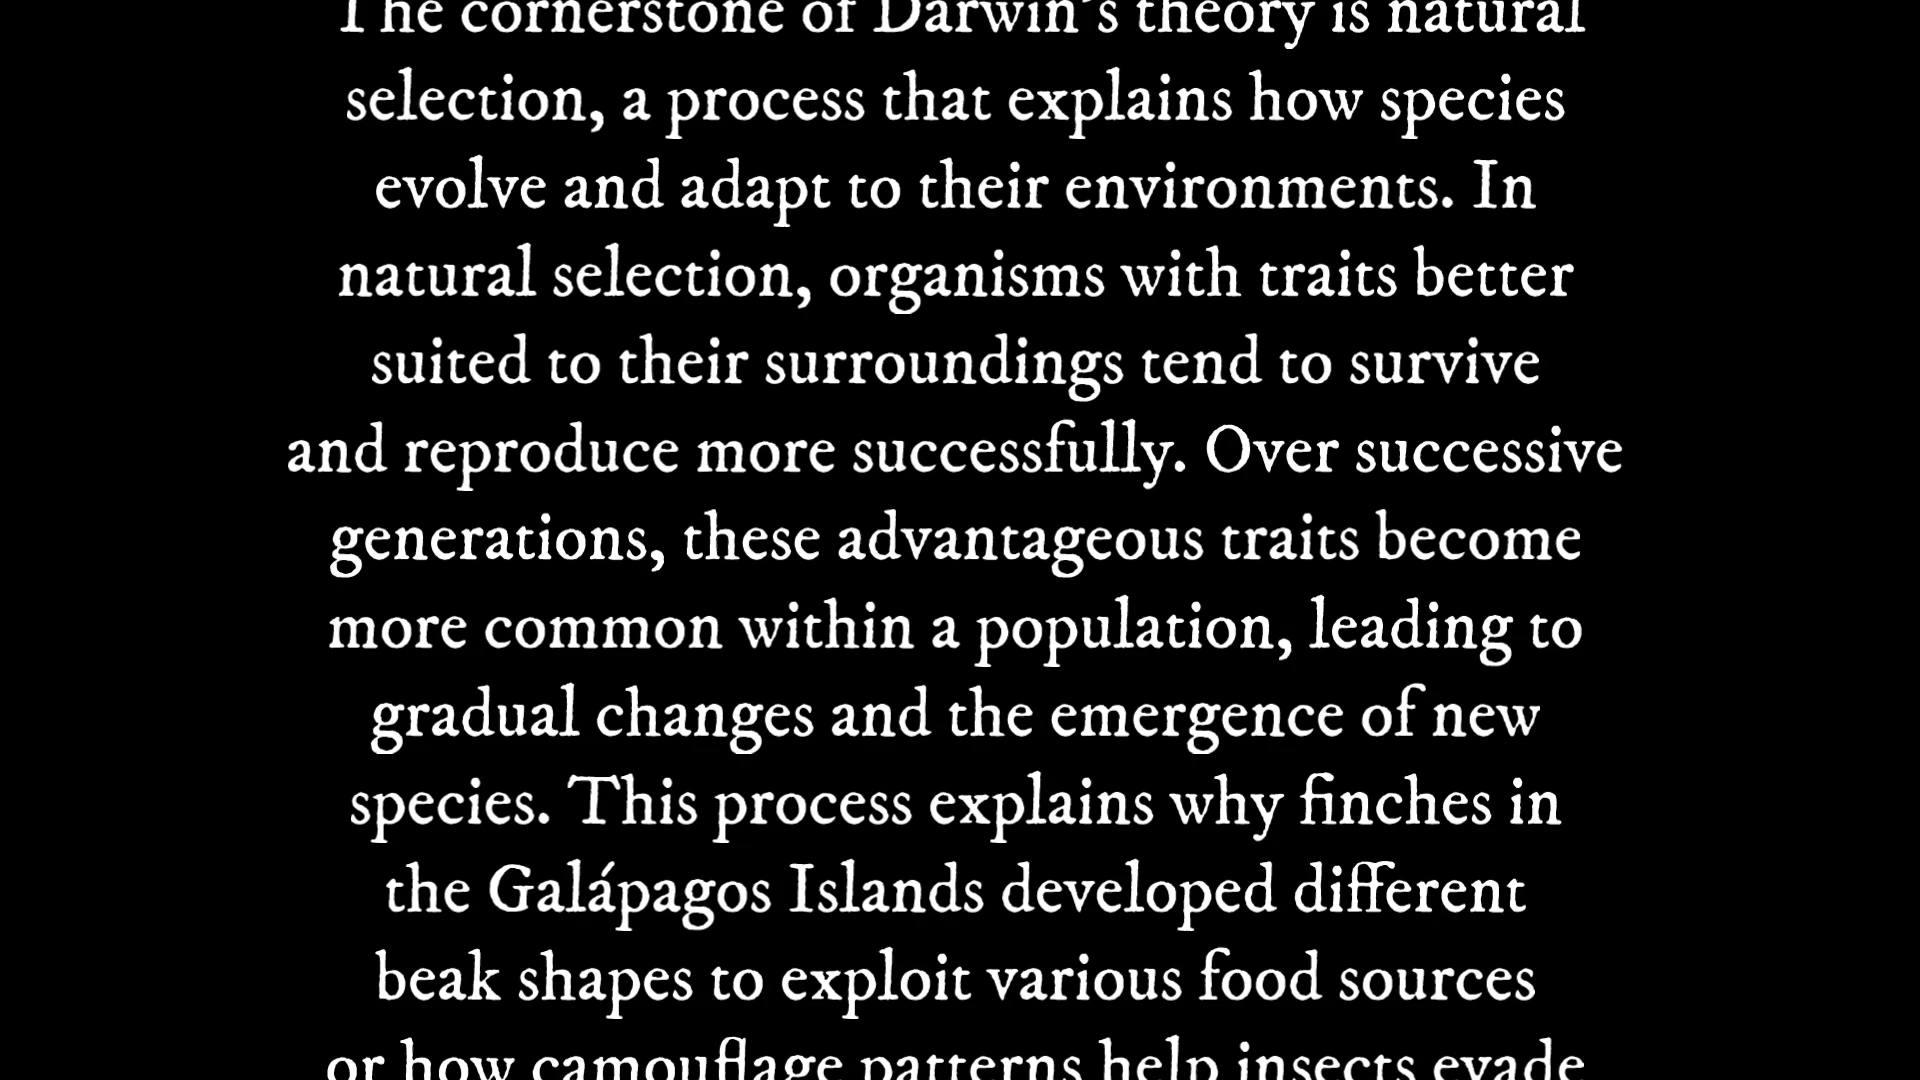 The cornerstone of Darwin's theory is natural
selection, a process that explains how species
evolve and adapt to their environments. In
natural selection, organisms with traits better
suited to their surroundings tend to survive
and reproduce more successfully. Over successive
generations, these advantageous traits become
more common within a population, leading to
gradual changes and the emergence of new
species. This process explains why finches in
the Galápagos Islands developed different
beak shapes to exploit various food sources
or how camouflage patterns help insects evade